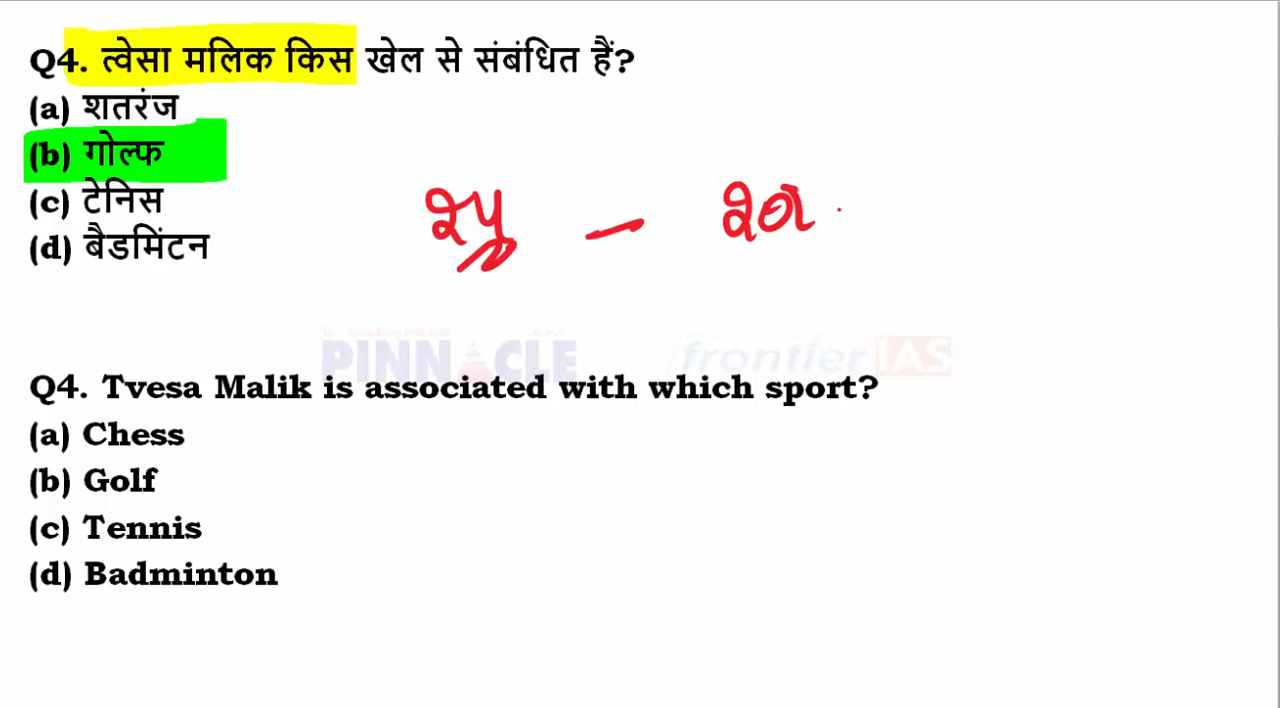 Q4. त्वेसा मलिक किस खेल से संबंधित हैं?
(a) शतरंज
(b) गोल्फ
(c) टेनिस
(d) बैडमिंटन
PINNACLE frontier IAS
Q4. Tvesa Malik is associated with which sport?
(a) Chess
(b) Golf
(c) Tennis
(d) Badminton